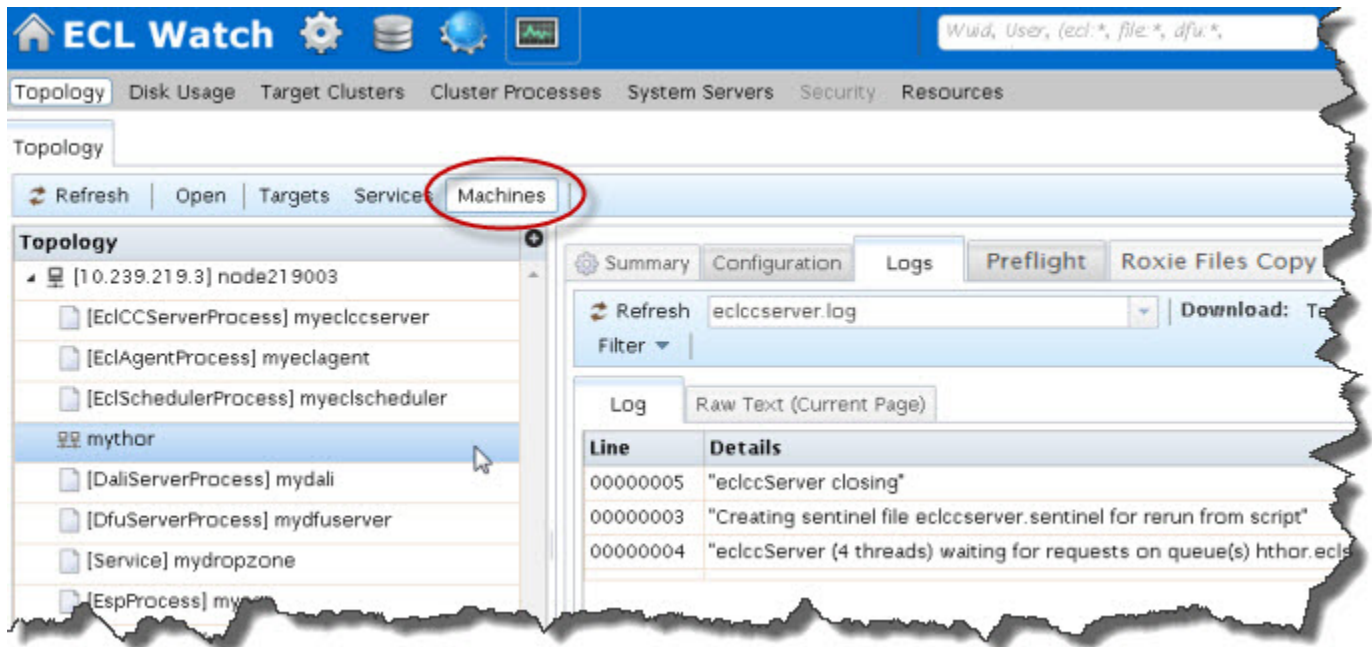 ECL Watch
Wuid, User, (ecl:*, file:*, dfu:*,
Topology Disk Usage Target Clusters Cluster Processes System Servers Security Resources
Topology
Refresh Open Targets Services Machines
Topology
[10.239.219.3] node219003
[EclCCServerProcess] myeclccserver
[EclAgentProcess] myeclagent
[EclSchedulerProcess] myeclscheduler
mythor
[DaliServerProcess] mydali
[DfuServerProcess] mydfuserver
[Service] mydropzone
[EspProcess]
Summary Configuration Logs Preflight Roxie Files Copy
Refresh eclccserver.log Download:
Filter
Log Raw Text (Current Page)
Line Details
00000005 "eclccServer closing"
00000003 "Creating sentinel file eclccserver.sentinel for rerun from script"
00000004 "eclccServer (4 threads) waiting for requests on queue(s)